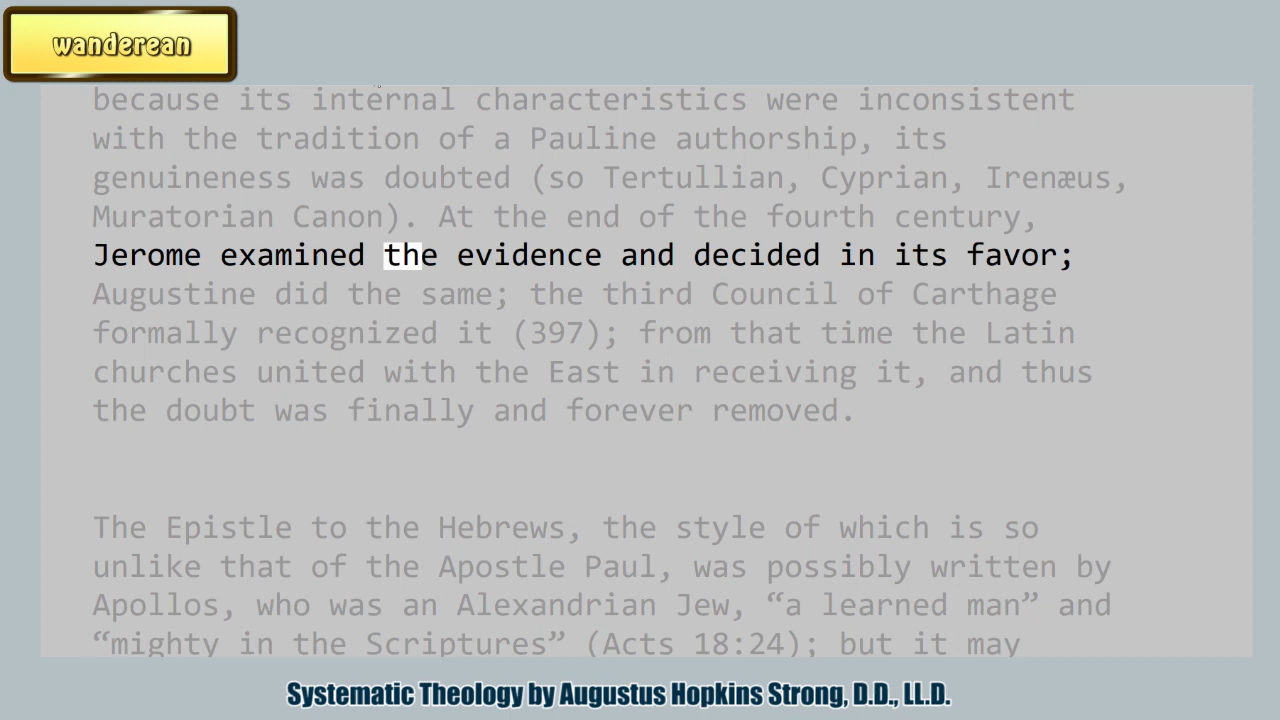 wanderean
because its internal characteristics were inconsistent
with the tradition of a Pauline authorship, its
genuineness was doubted (so Tertullian, Cyprian, Irenæus,
Muratorian Canon). At the end of the fourth century,
Jerome examined the evidence and decided in its favor;
Augustine did the same; the third Council of Carthage
formally recognized it (397); from that time the Latin
churches united with the East in receiving it, and thus
the doubt was finally and forever removed.
The Epistle to the Hebrews, the style of which is so
unlike that of the Apostle Paul, was possibly written by
Apollos, who was an Alexandrian Jew, “a learned man” and
“mighty in the Scriptures” (Acts 18:24); but it may
Systematic Theology by Augustus Hopkins Strong, D.D., LL.D.